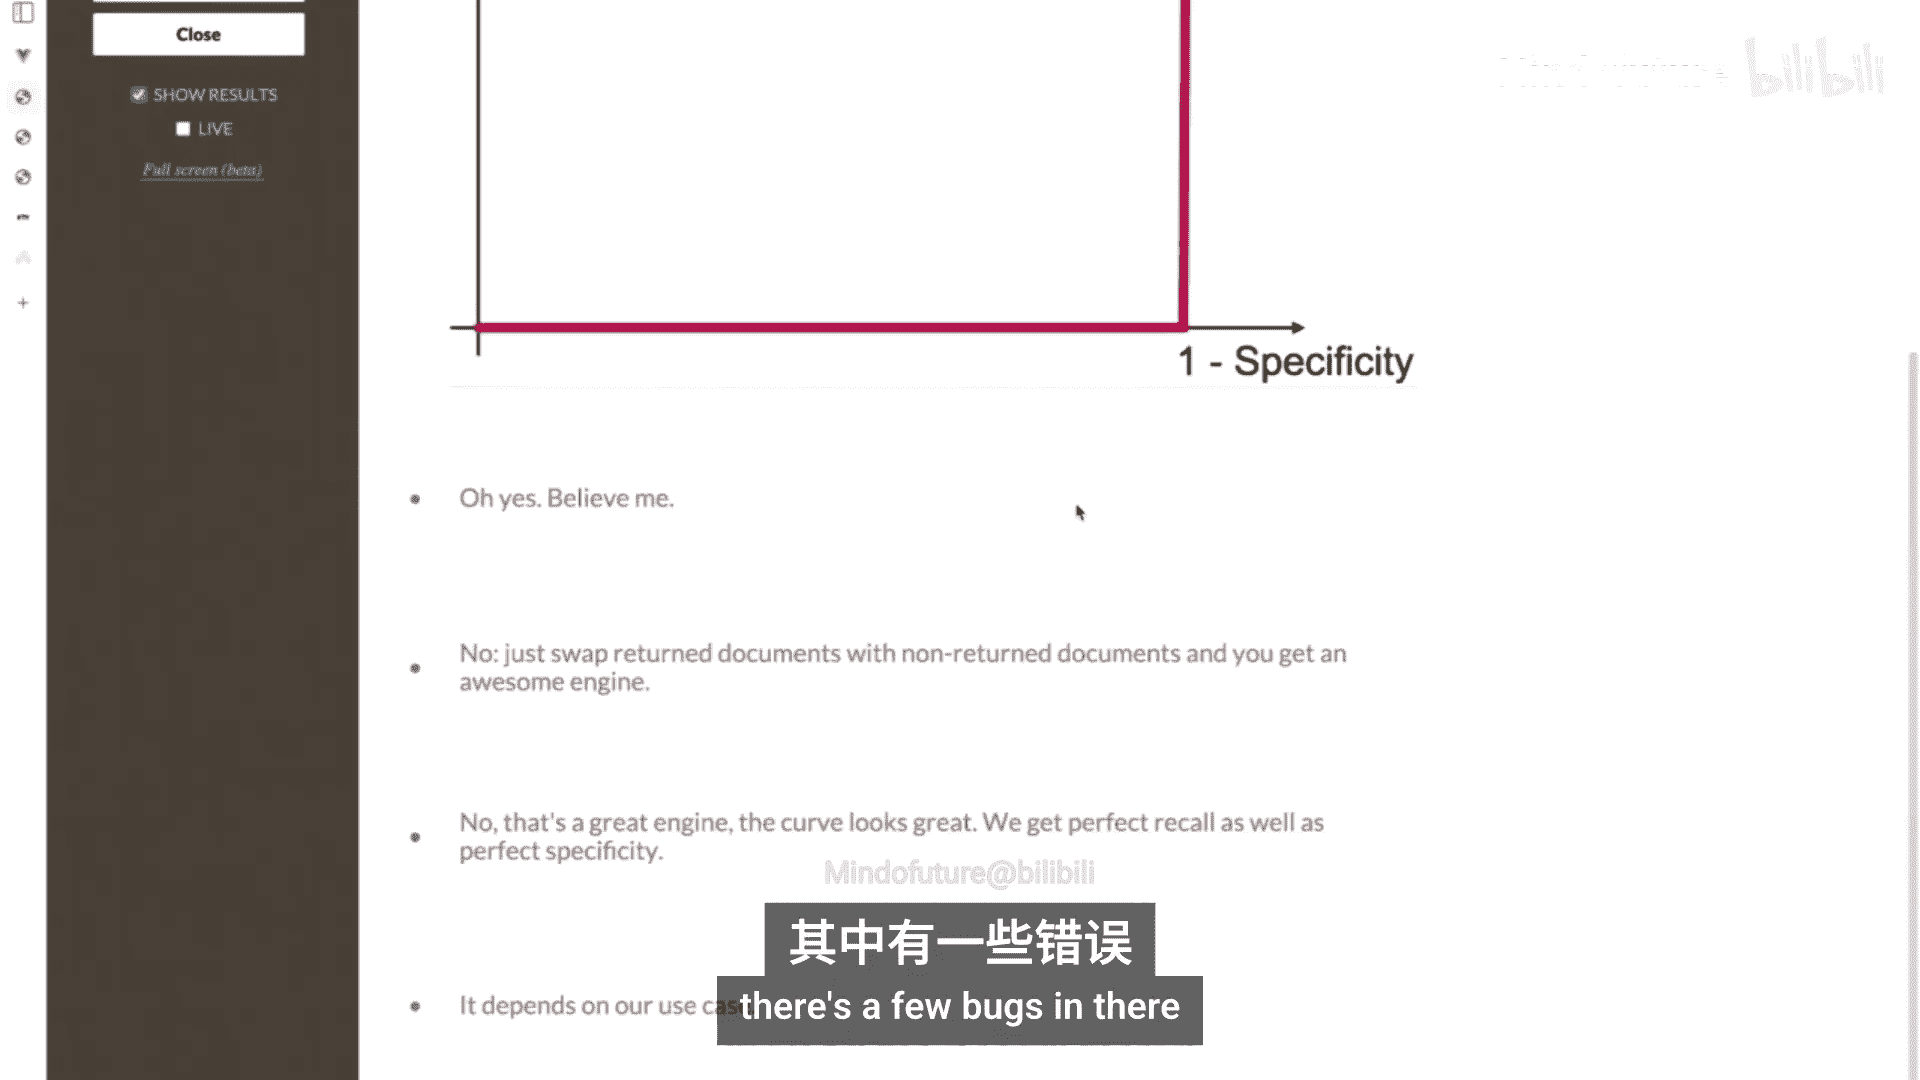 Close
SHOW RESULTS
LIVE
Full screen (beta)
bilibili
1 - Specificity
Oh yes. Believe me.
No: just swap returned documents with non-returned documents and you get an
awesome engine.
No, that's a great engine, the curve looks great. We get perfect recall as well as
perfect specificity.
Mindofuture@bilibili
其中有一些错误
It depends on our use
there's a few bugs in there